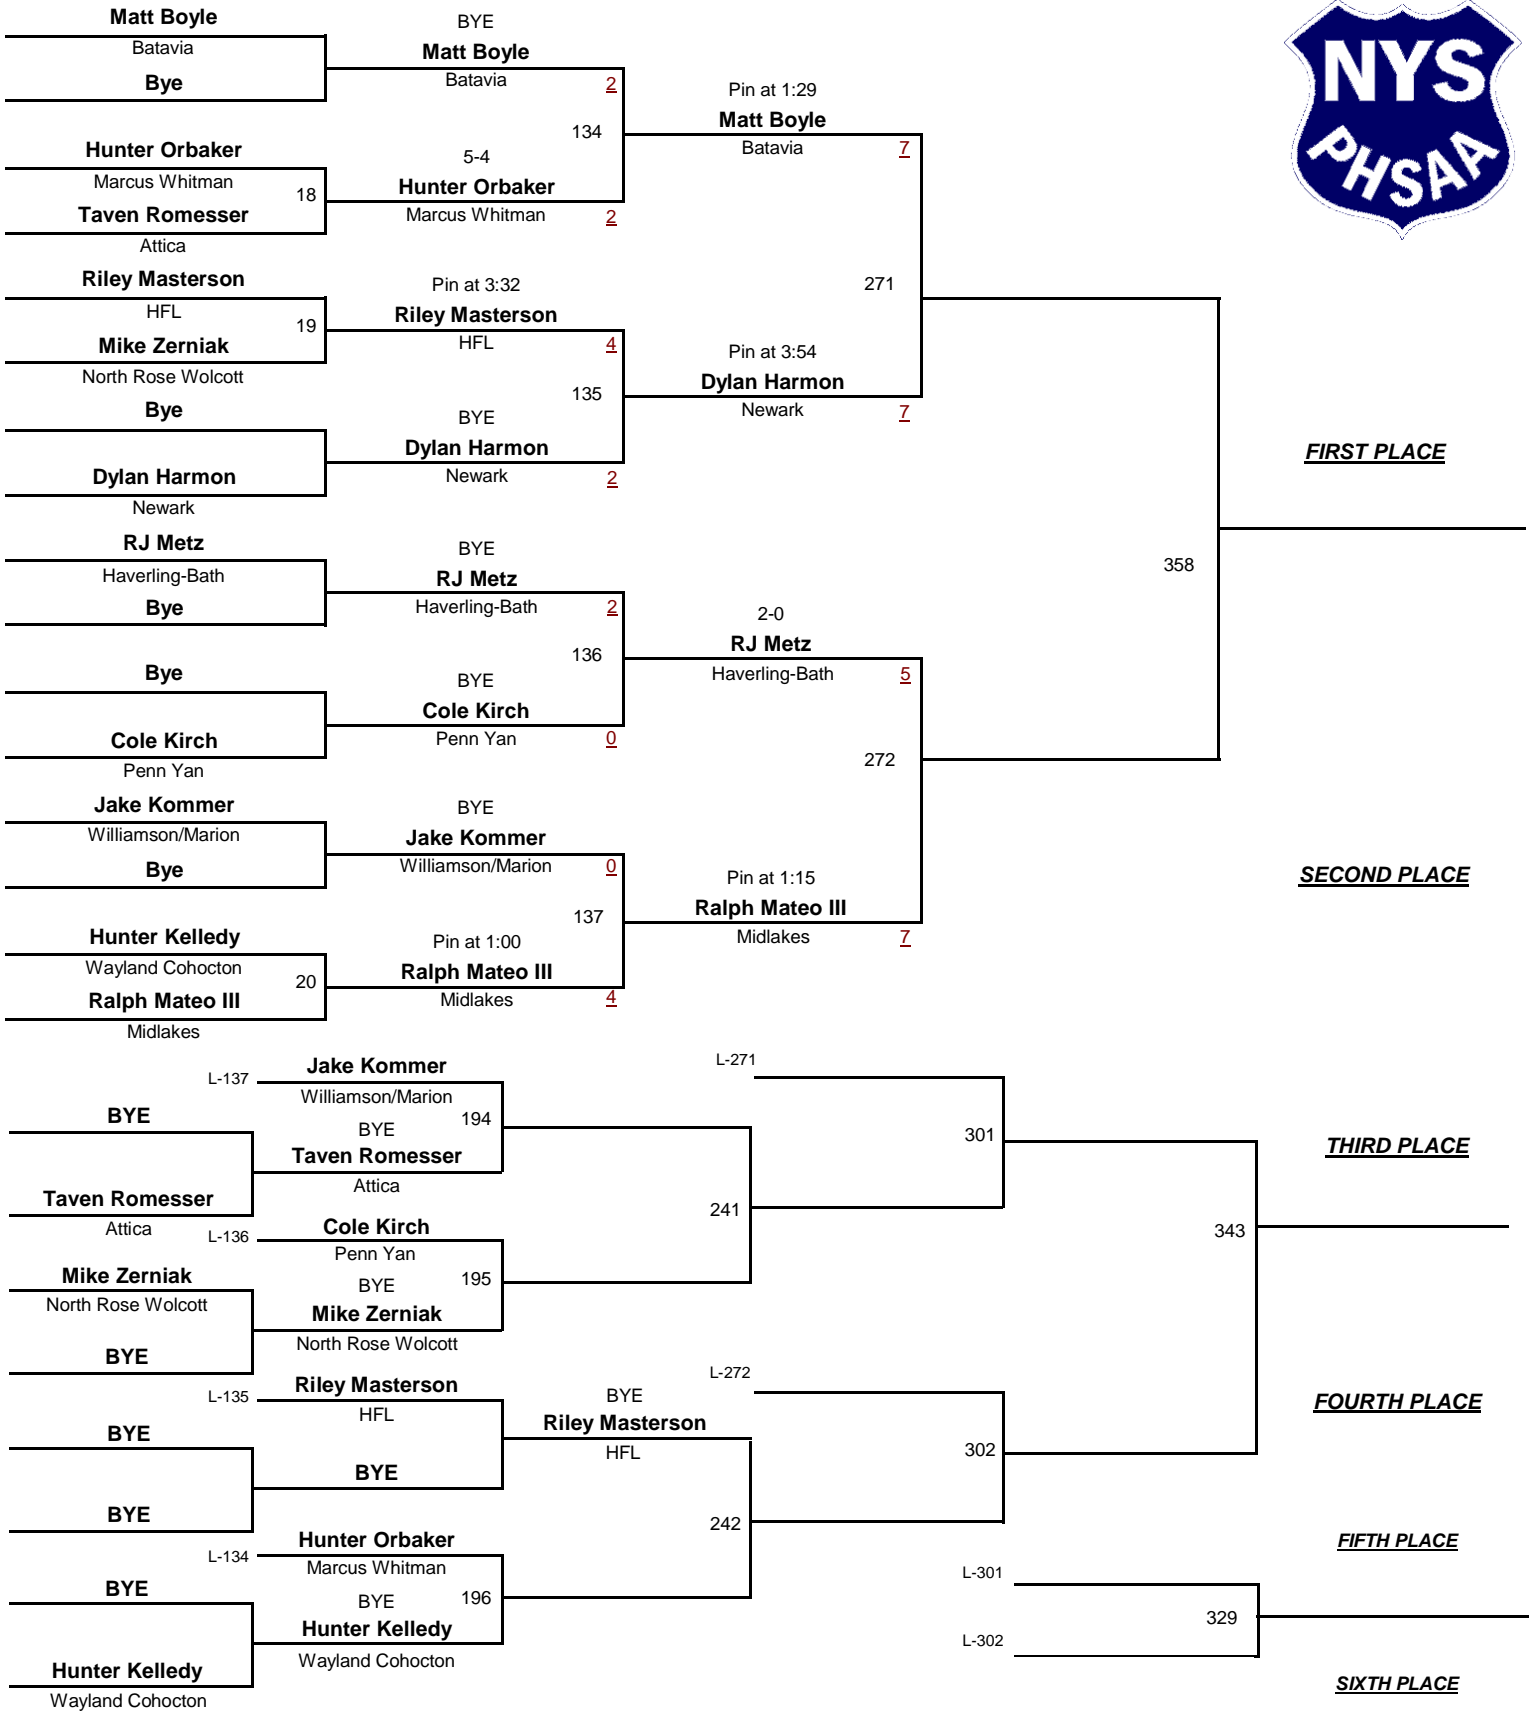 Matt Boyle
Batavia
Bye
Hunter Orbaker
Marcus Whitman
18
Taven Romesser
Attica
Riley Masterson
HFL
19
Mike Zerniak
North Rose Wolcott
Bye
Dylan Harmon
Newark
RJ Metz
Haverling-Bath
Bye
Bye
Cole Kirch
Penn Yan
Jake Kommer
Williamson/Marion
Bye
Hunter Kelledy
Wayland Cohocton
20
Ralph Mateo III
Midlakes
BYE
Matt Boyle
Batavia
2
134
5-4
Hunter Orbaker
Marcus Whitman
2
Pin at 3:32
Riley Masterson
HFL
4
135
BYE
Dylan Harmon
Newark
2
BYE
RJ Metz
Haverling-Bath
2
136
BYE
Cole Kirch
Penn Yan
0
BYE
Jake Kommer
Williamson/Marion
0
137
Pin at 1:00
Ralph Mateo III
Midlakes
4
Pin at 1:29
Matt Boyle
Batavia
7
271
Pin at 3:54
Dylan Harmon
Newark
7
2-0
RJ Metz
Haverling-Bath
5
272
Pin at 1:15
Ralph Mateo III
Midlakes
7
358
NYS
PHSAA
FIRST PLACE
SECOND PLACE
L-137
Jake Kommer
Williamson/Marion
194
BYE
BYE
Taven Romesser
Attica
Taven Romesser
Attica
L-136
Cole Kirch
Penn Yan
195
Mike Zerniak
North Rose Wolcott
BYE
Mike Zerniak
North Rose Wolcott
BYE
L-135
Riley Masterson
HFL
BYE
BYE
BYE
L-134
Hunter Orbaker
Marcus Whitman
196
BYE
BYE
Hunter Kelledy
Wayland Cohocton
Hunter Kelledy
Wayland Cohocton
241
BYE
Riley Masterson
HFL
242
L-271
301
L-272
302
343
THIRD PLACE
FOURTH PLACE
FIFTH PLACE
L-301
329
L-302
SIXTH PLACE